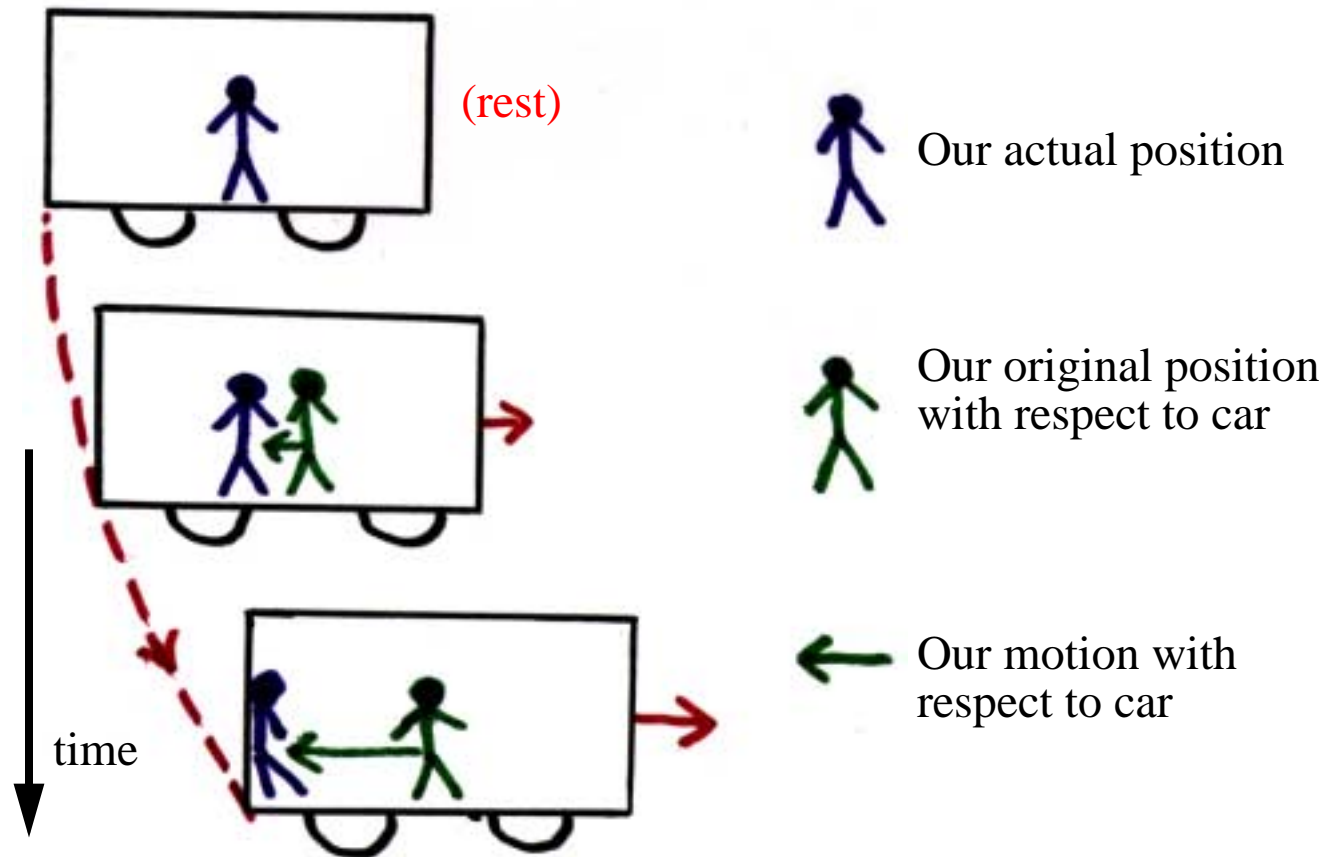 (rest)
Our actual position
Our original position
with respect to car
Our motion with
respect to car
time